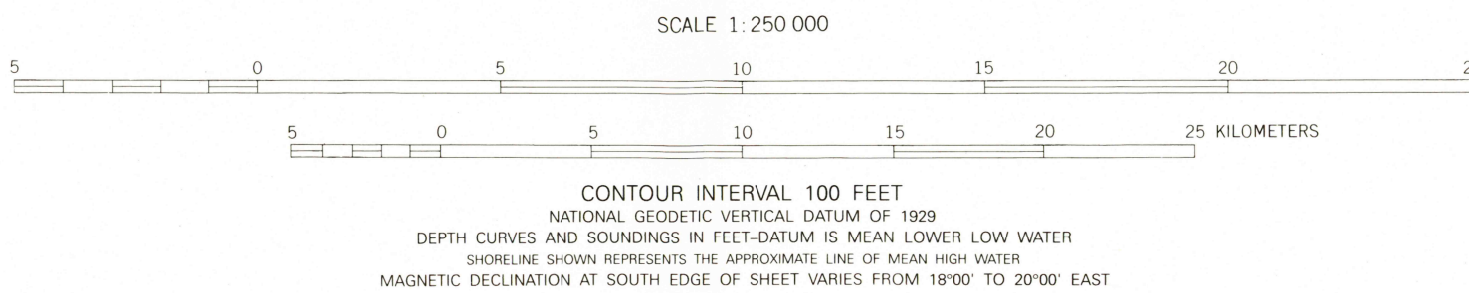 SCALE 1:250 000
5 0 5 10 15 20 2
5 0 5 10 15 20 25 KILOMETERS
CONTOUR INTERVAL 100 FEET
NATIONAL GEODETIC VERTICAL DATUM OF 1929
DEPTH CURVES AND SOUNDINGS IN FEET-DATUM IS MEAN LOWER LOW WATER
SHORELINE SHOWN REPRESENTS THE APPROXIMATE LINE OF MEAN HIGH WATER
MAGNETIC DECLINATION AT SOUTH EDGE OF SHEET VARIES FROM 18°00' TO 20°00' EAST